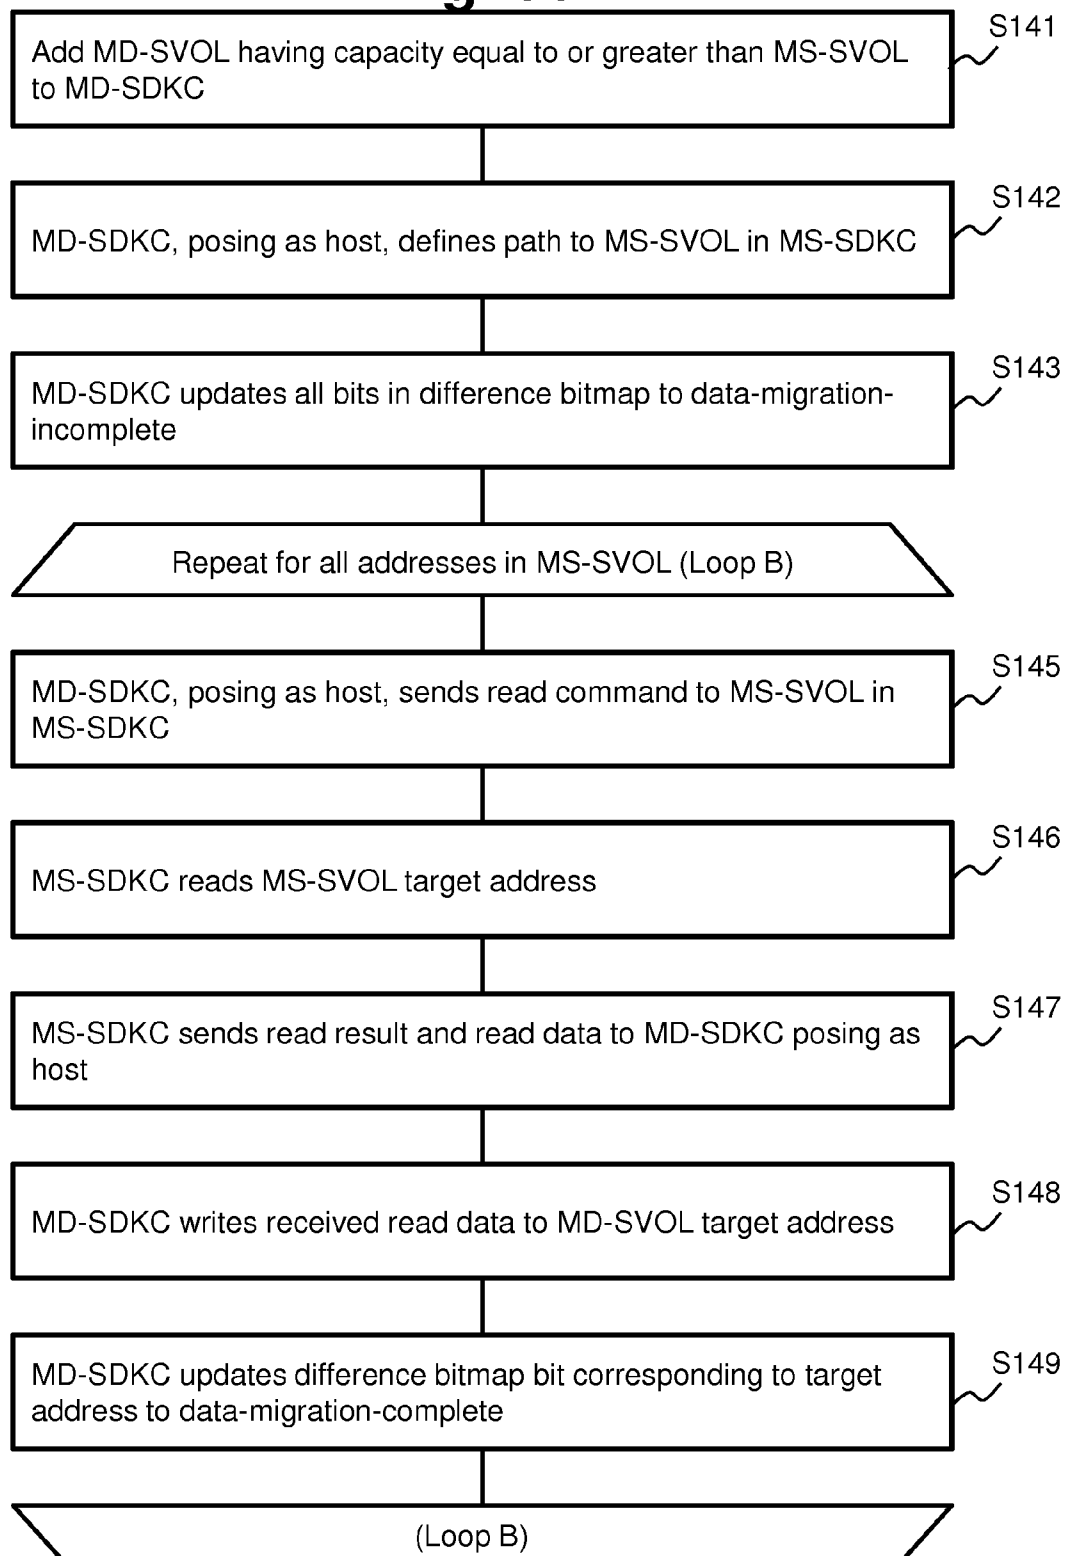 S141
Add MD-SVOL having capacity equal to or greater than MS-SVOL
to MD-SDKC
S142
MD-SDKC, posing as host, defines path to MS-SVOL in MS-SDKC
S143
MD-SDKC updates all bits in difference bitmap to data-migration-
incomplete
Repeat for all addresses in MS-SVOL (Loop B)
S145
MD-SDKC, posing as host, sends read command to MS-SVOL in
MS-SDKC
S146
MS-SDKC reads MS-SVOL target address
S147
MS-SDKC sends read result and read data to MD-SDKC posing as
host
S148
MD-SDKC writes received read data to MD-SVOL target address
S149
MD-SDKC updates difference bitmap bit corresponding to target
address to data-migration-complete
(Loop B)